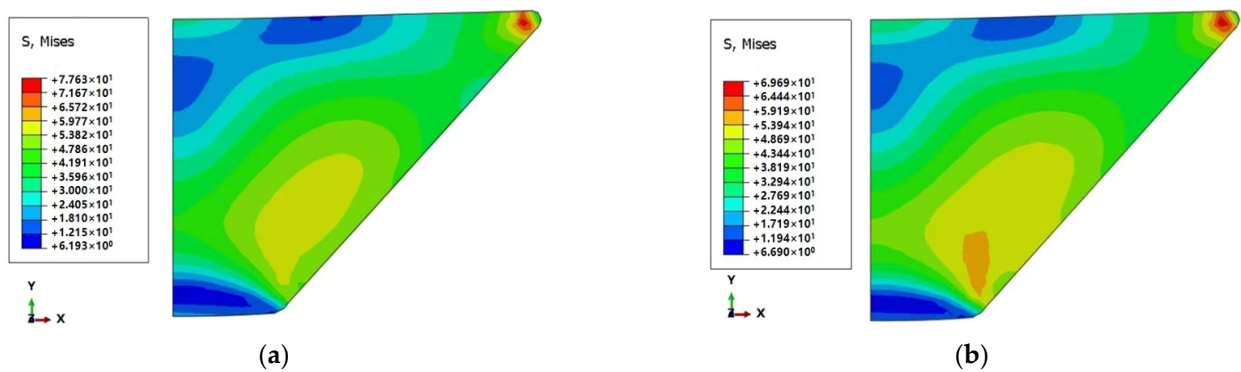 S, Mises
+7.763×10¹
+7.167×10¹
+6.572×10¹
+5.977×10¹
+5.382×10¹
+4.786×10¹
+4.191×10¹
+3.596×10¹
+3.000×10¹
+2.405×10¹
+1.810×10¹
+1.215×10¹
+6.193×10⁰
Y
Z
X
(a)
S, Mises
+6.969×10¹
+6.444×10¹
+5.919×10¹
+5.394×10¹
+4.869×10¹
+4.344×10¹
+3.819×10¹
+3.294×10¹
+2.769×10¹
+2.244×10¹
+1.719×10¹
+1.194×10¹
+6.690×10⁰
Y
Z
X
(b)